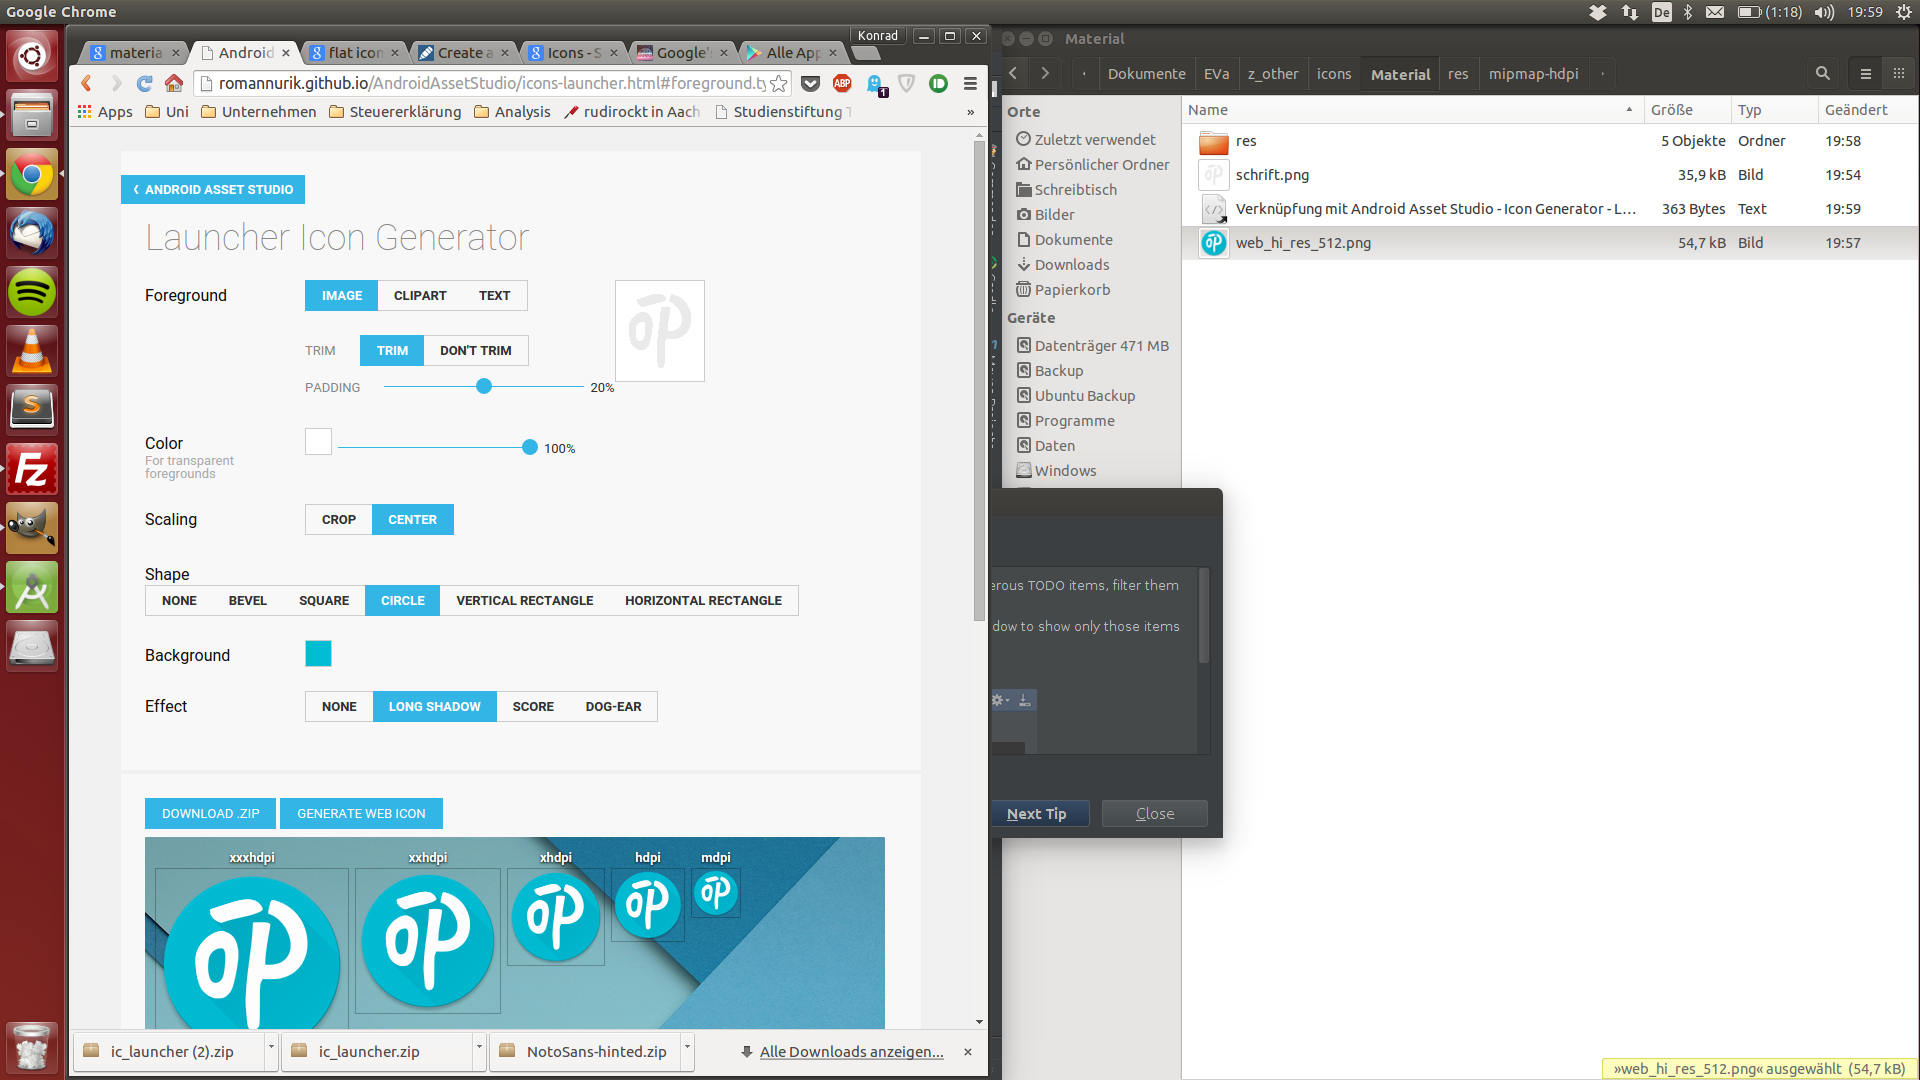 Google Chrome
De
(1:18)
19:59
Konrad
materia
Android
flat icon
Create a
Icons - S
Google's
Alle App
romannurik.github.io/AndroidAssetStudio/icons-launcher.html#foreground.ty
ABP
1
Apps
Uni
Unternehmen
Steuererklärung
Analysis
rudirockt in Aach
Studienstiftung
»
ANDROID ASSET STUDIO
Launcher Icon Generator
Foreground
IMAGE
CLIPART
TEXT
TRIM
TRIM
DON'T TRIM
PADDING
20%
Color
For transparent
foregrounds
100%
Scaling
CROP
CENTER
Shape
NONE
BEVEL
SQUARE
CIRCLE
VERTICAL RECTANGLE
HORIZONTAL RECTANGLE
Background
Effect
NONE
LONG SHADOW
SCORE
DOG-EAR
DOWNLOAD .ZIP
GENERATE WEB ICON
xxxhdpi
xxhdpi
xhdpi
hdpi
mdpi
ic_launcher (2).zip
ic_launcher.zip
NotoSans-hinted.zip
Alle Downloads anzeigen...
Material
Dokumente
EVa
z_other
icons
Material
res
mipmap-hdpi
Orte
Zuletzt verwendet
Persönlicher Ordner
Schreibtisch
Bilder
Dokumente
Downloads
Papierkorb
Geräte
Datenträger 471 MB
Backup
Ubuntu Backup
Programme
Daten
Windows
Name
Größe
Typ
Geändert
res
5 Objekte
Ordner
19:58
schrift.png
35,9 kB
Bild
19:54
Verknüpfung mit Android Asset Studio - Icon Generator - L...
363 Bytes
Text
19:59
web_hi_res_512.png
54,7 kB
Bild
19:57
erous TODO items, filter them
dow to show only those items
Next Tip
Close
»web_hi_res_512.png« ausgewählt (54,7 kB)